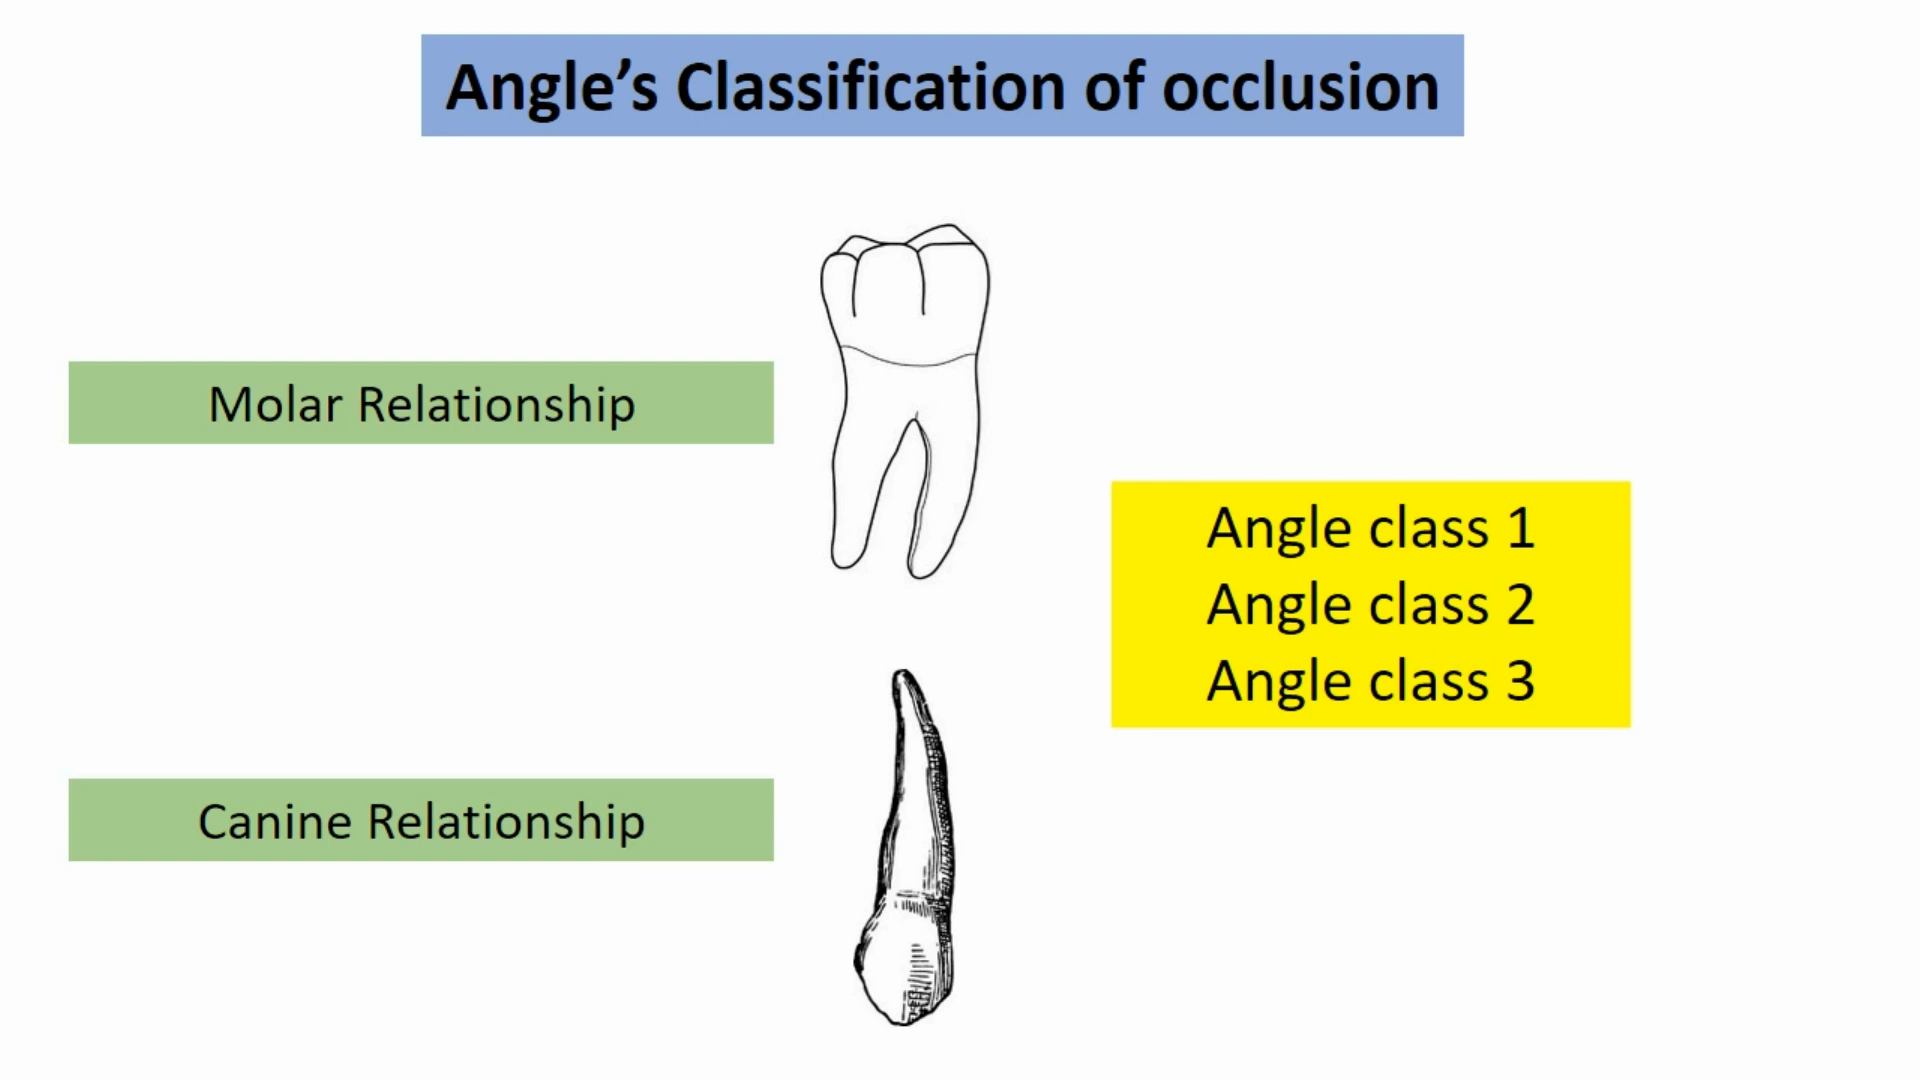 Angle’s Classification of occlusion
Molar Relationship
Angle class 1
Angle class 2
Angle class 3
Canine Relationship